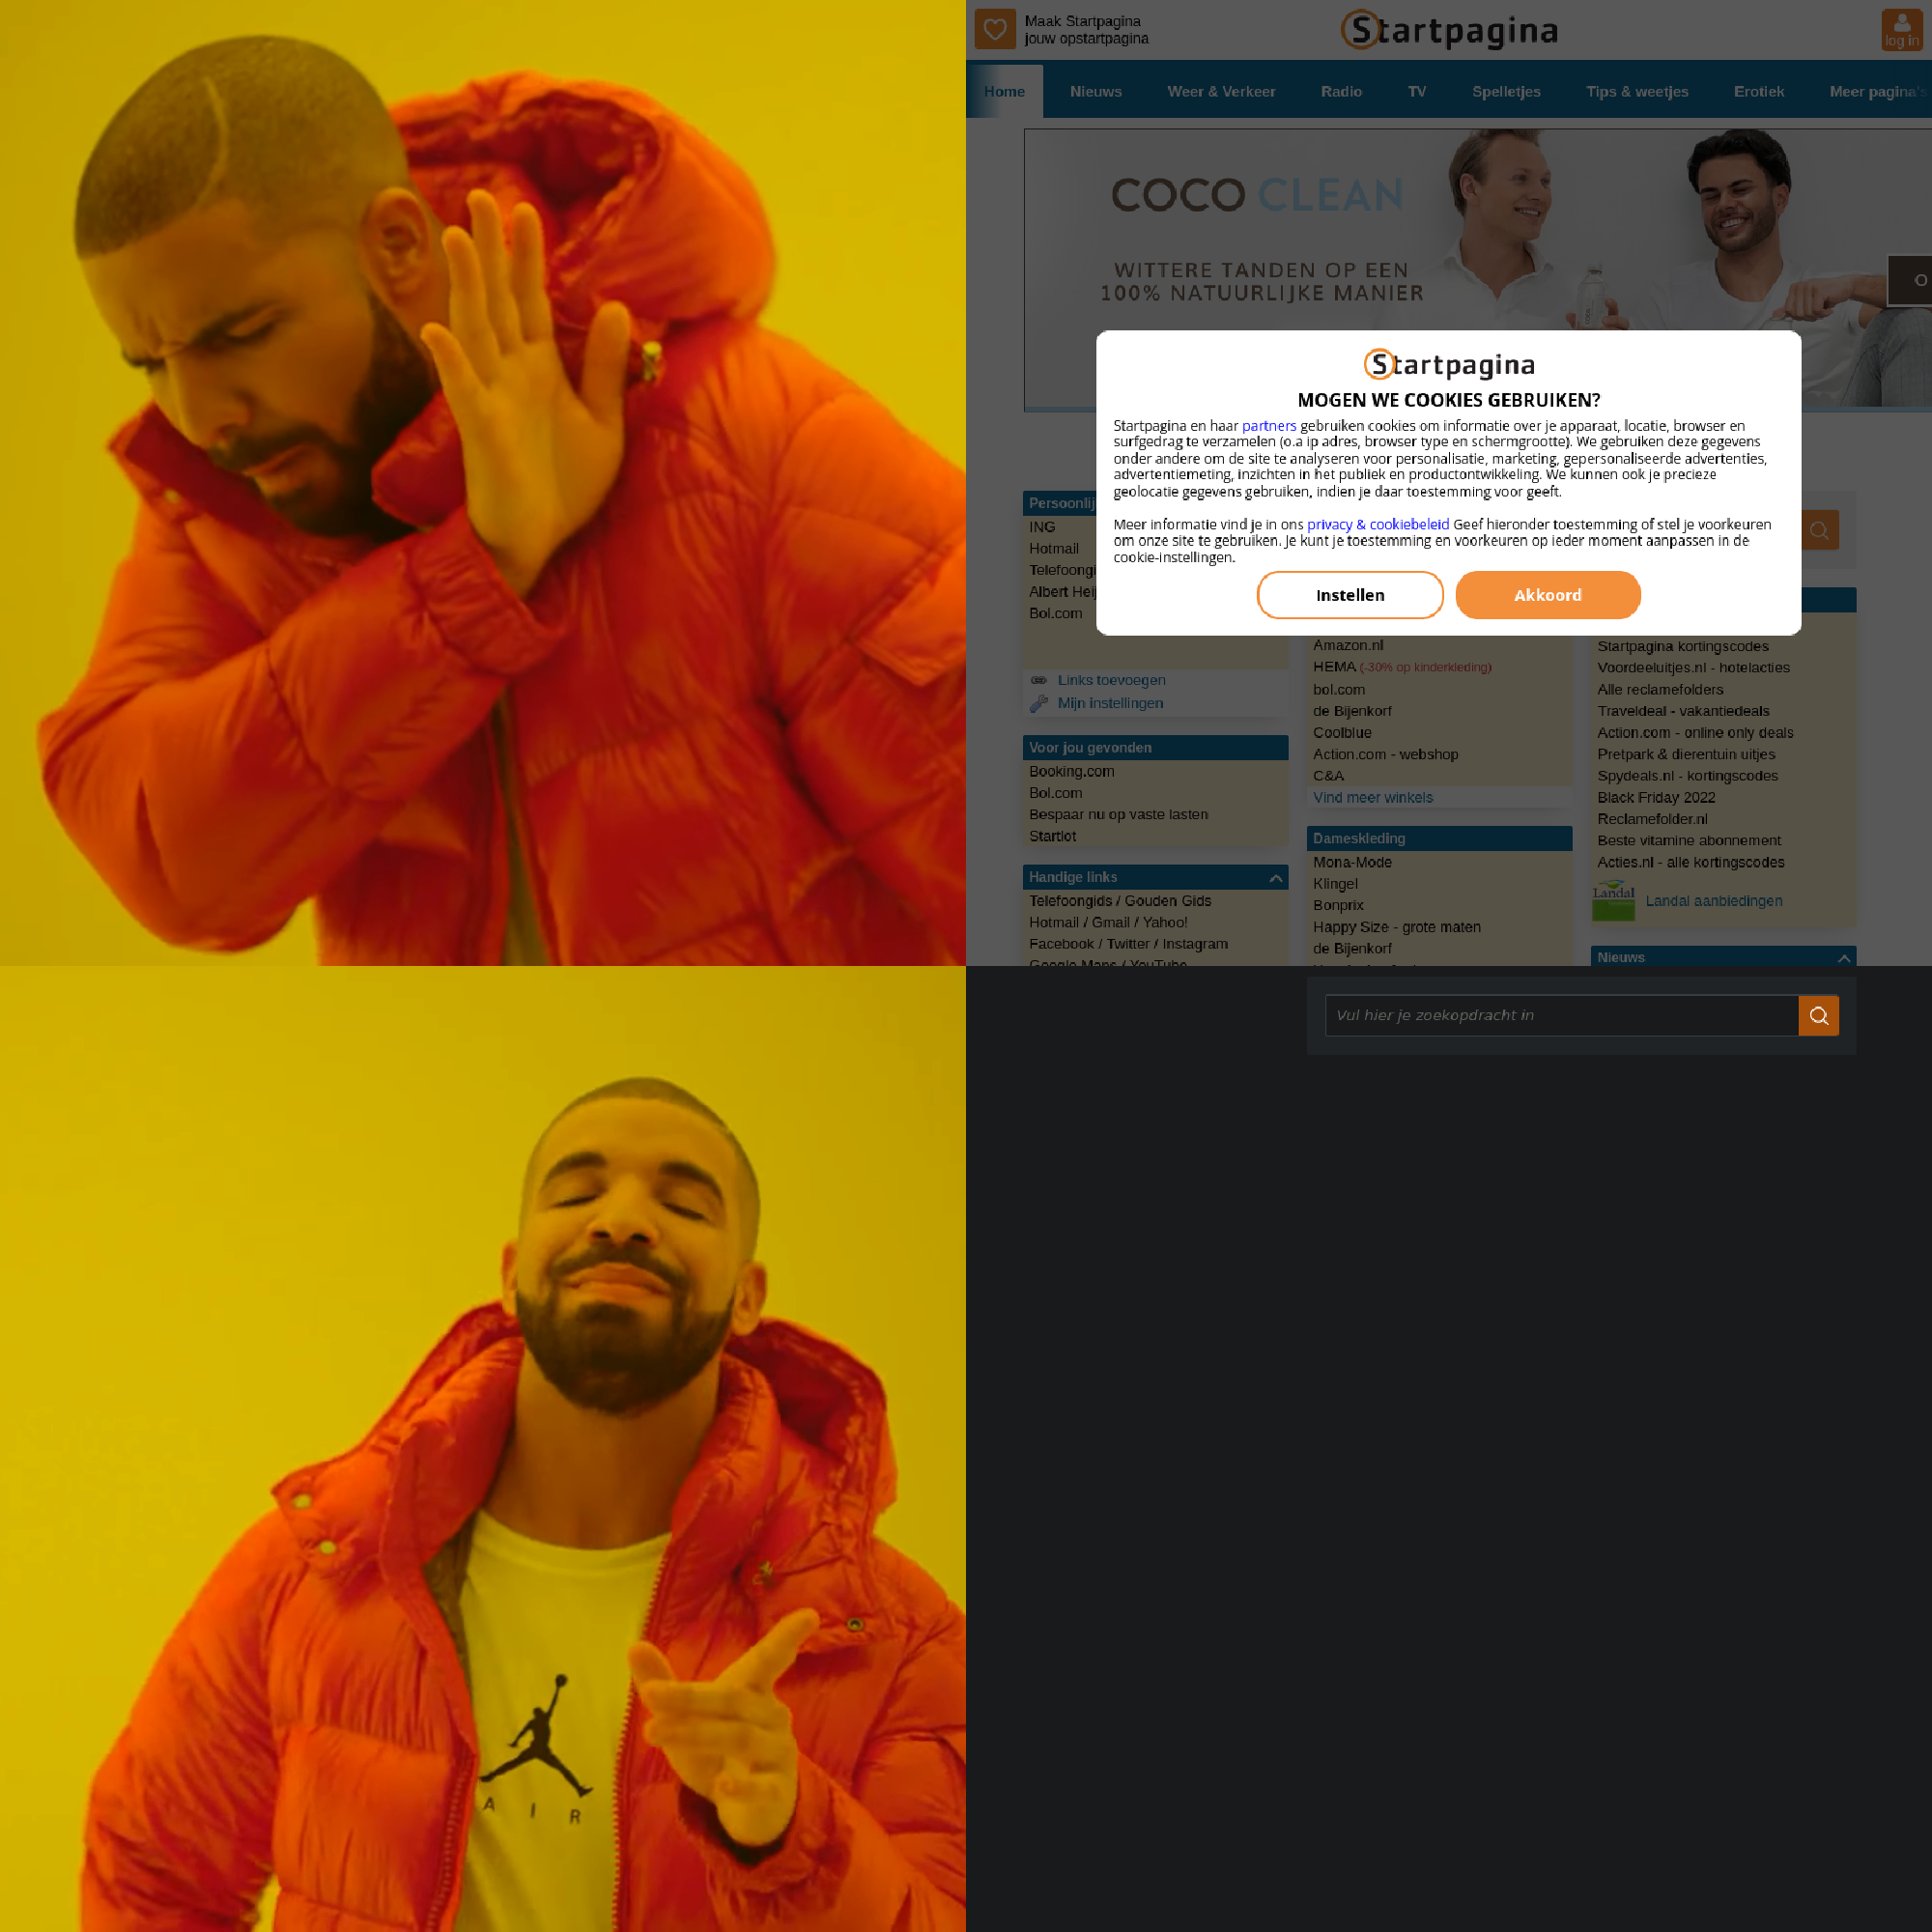 Maak Startpagina
jouw opstartpagina
Startpagina
log in
Home Nieuws Weer & Verkeer Radio TV Spelletjes Tips & weetjes Erotiek Meer pagina's
COCO CLEAN
WITTERE TANDEN OP EEN
100% NATUURLIJKE MANIER
O
Startpagina
MOGEN WE COOKIES GEBRUIKEN?
Startpagina en haar partners gebruiken cookies om informatie over je apparaat, locatie, browser en
surfgedrag te verzamelen (o.a ip adres, browser type en schermgrootte). We gebruiken deze gegevens
onder andere om de site te analyseren voor personalisatie, marketing, gepersonaliseerde advertenties,
advertentiemeting, inzichten in het publiek en productontwikkeling. We kunnen ook je precieze
geolocatie gegevens gebruiken, indien je daar toestemming voor geeft.
Meer informatie vind je in ons privacy & cookiebeleid Geef hieronder toestemming of stel je voorkeuren
om onze site te gebruiken. Je kunt je toestemming en voorkeuren op ieder moment aanpassen in de
cookie-instellingen.
Instellen
Akkoord
Persoonlij
ING
Hotmail
Telefoongi
Albert Heij
Bol.com
Links toevoegen
Mijn instellingen
Voor jou gevonden
Booking.com
Bol.com
Bespaar nu op vaste lasten
Startlot
Handige links
Telefoongids / Gouden Gids
Hotmail / Gmail / Yahoo!
Facebook / Twitter / Instagram
Google Maps / YouTube
Amazon.nl
HEMA (-30% op kinderkleding)
bol.com
de Bijenkorf
Coolblue
Action.com - webshop
C&A
Vind meer winkels
Dameskleding
Mona-Mode
Klingel
Bonprix
Happy Size - grote maten
de Bijenkorf
Startpagina kortingscodes
Voordeeluitjes.nl - hotelacties
Alle reclamefolders
Traveldeal - vakantiedeals
Action.com - online only deals
Pretpark & dierentuin uitjes
Spydeals.nl - kortingscodes
Black Friday 2022
Reclamefolder.nl
Beste vitamine abonnement
Acties.nl - alle kortingscodes
Landal
Landal aanbiedingen
Nieuws
Vul hier je zoekopdracht in
AIR